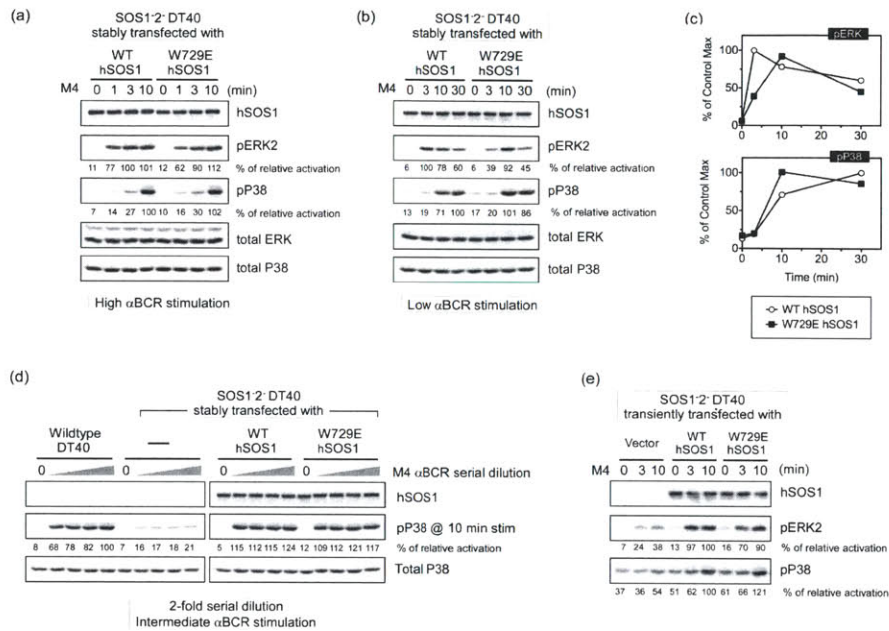 (a)
SOS1⁻2⁻ DT40
stably transfected with
WT hSOS1 W729E hSOS1
M4 0 1 3 10 0 1 3 10 (min)
hSOS1
pERK2
11 77 100 101 12 62 90 112 % of relative activation
pP38
7 14 27 100 10 16 30 102 % of relative activation
total ERK
total P38
High αBCR stimulation
(b)
SOS1⁻2⁻ DT40
stably transfected with
WT hSOS1 W729E hSOS1
M4 0 3 10 30 0 3 10 30 (min)
hSOS1
pERK2
6 100 78 60 6 39 92 45 % of relative activation
pP38
13 19 71 100 17 20 101 86 % of relative activation
total ERK
total P38
Low αBCR stimulation
(c)
pERK
% of Control Max
100
75
50
25
0
0 10 20 30
pP38
% of Control Max
100
75
50
25
0
0 10 20 30
Time (min)
WT hSOS1
W729E hSOS1
(d)
SOS1⁻2⁻ DT40
stably transfected with
Wildtype DT40 — WT hSOS1 W729E hSOS1
0 0 0 0 M4 αBCR serial dilution
hSOS1
pP38 @ 10 min stim
8 68 78 82 100 7 16 17 18 21 5 115 112 115 124 12 109 112 121 117 % of relative activation
Total P38
2-fold serial dilution
Intermediate αBCR stimulation
(e)
SOS1⁻2⁻ DT40
transiently transfected with
Vector WT hSOS1 W729E hSOS1
M4 0 3 10 0 3 10 0 3 10 (min)
hSOS1
pERK2
7 24 38 13 97 100 16 70 90 % of relative activation
pP38
37 36 54 51 62 100 61 66 121 % of relative activation